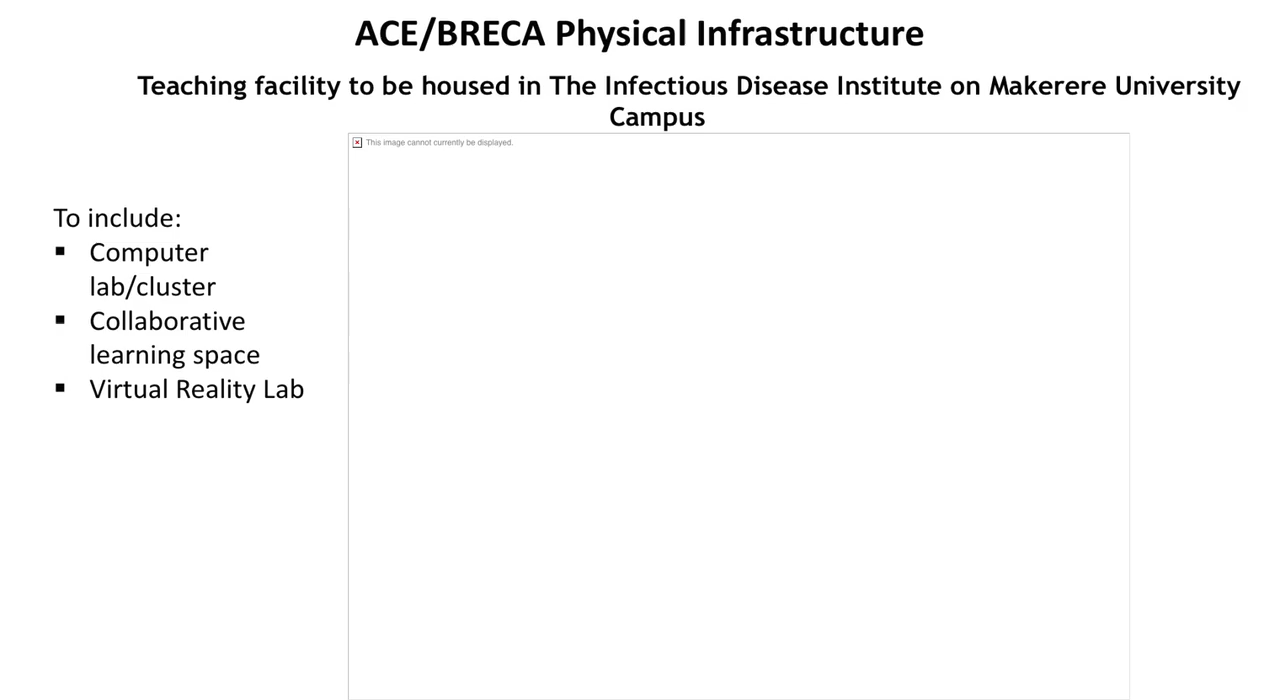 ACE/BRECA Physical Infrastructure
Teaching facility to be housed in The Infectious Disease Institute on Makerere University
Campus
This image cannot currently be displayed.
To include:
▪ Computer
lab/cluster
▪ Collaborative
learning space
▪ Virtual Reality Lab